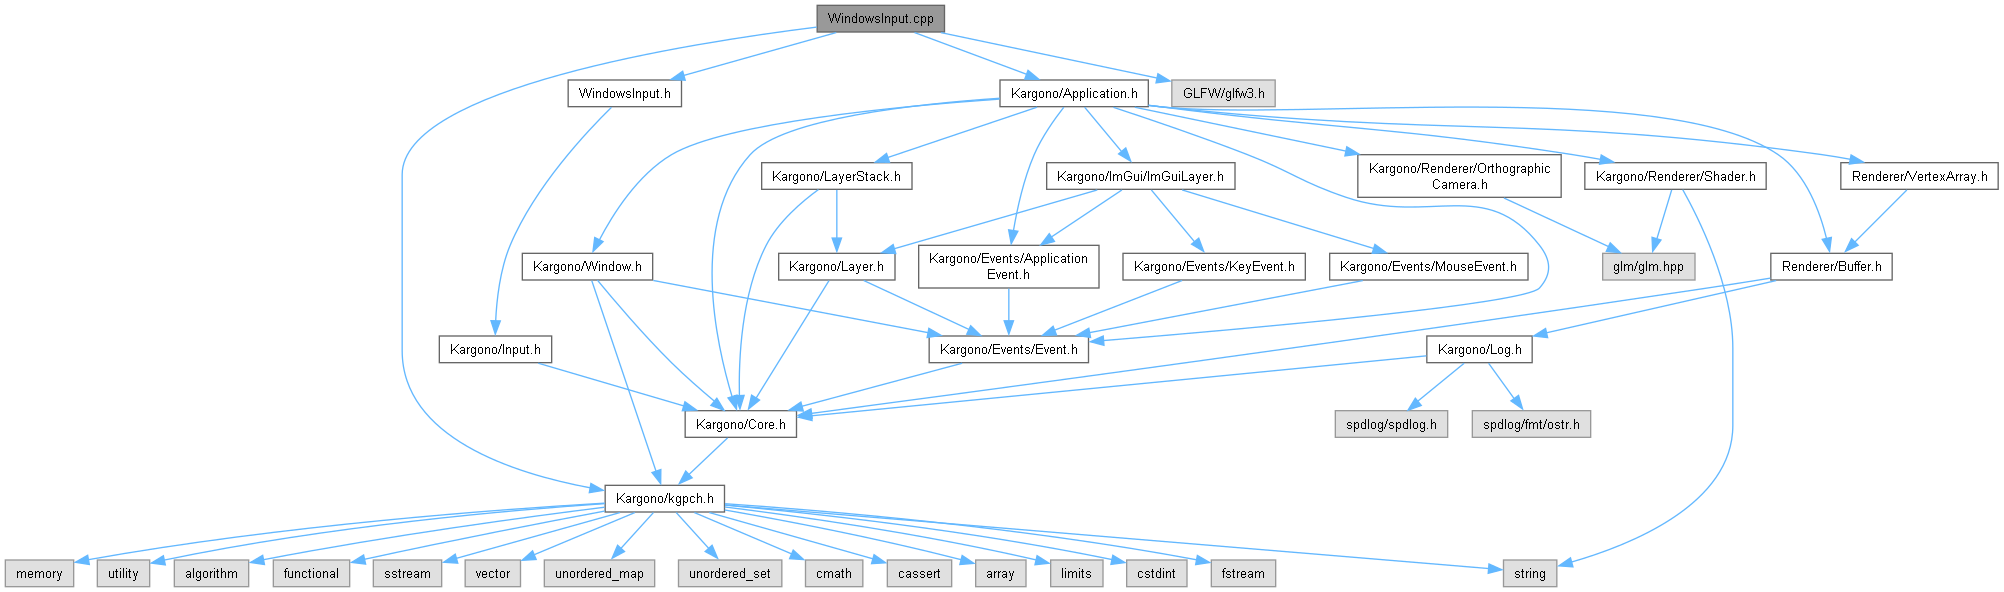 WindowsInput.cpp
WindowsInput.h
Kargono/Application.h
GLFW/glfw3.h
Kargono/LayerStack.h
Kargono/ImGui/ImGuiLayer.h
Kargono/Renderer/Orthographic
Camera.h
Kargono/Renderer/Shader.h
Renderer/VertexArray.h
Kargono/Window.h
Kargono/Layer.h
Kargono/Events/Application
Event.h
Kargono/Events/KeyEvent.h
Kargono/Events/MouseEvent.h
glm/glm.hpp
Renderer/Buffer.h
Kargono/Input.h
Kargono/Events/Event.h
Kargono/Log.h
Kargono/Core.h
spdlog/spdlog.h
spdlog/fmt/ostr.h
Kargono/kgpch.h
memory
utility
algorithm
functional
sstream
vector
unordered_map
unordered_set
cmath
cassert
array
limits
cstdint
fstream
string